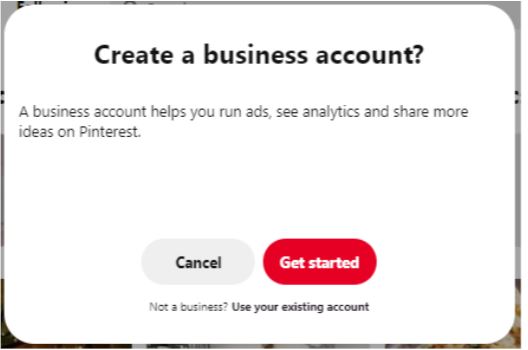 Create a business account?
A business account helps you run ads, see analytics and share more
ideas on Pinterest.
Cancel
Get started
Not a business? Use your existing account